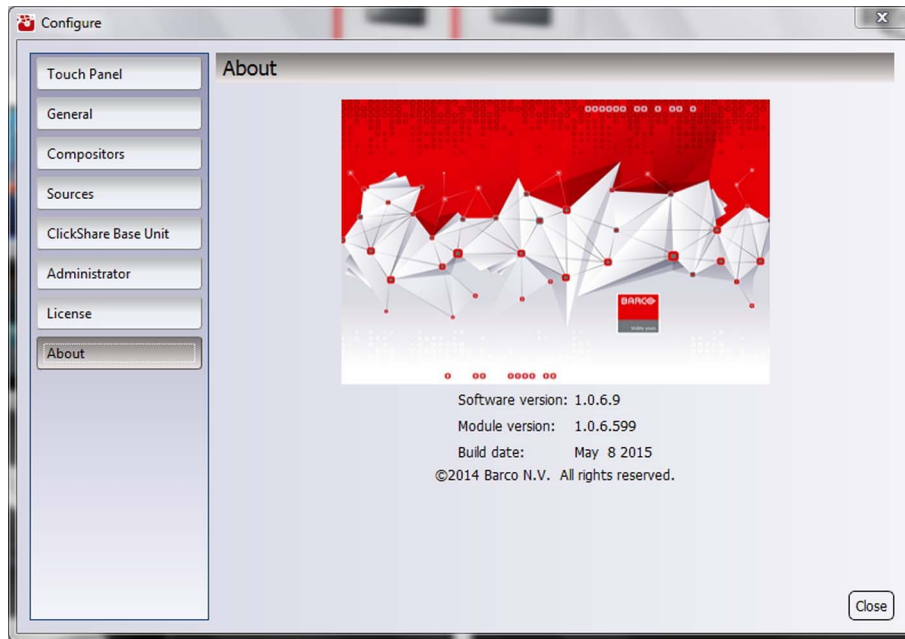 Configure
Touch Panel
General
Compositors
Sources
ClickShare Base Unit
Administrator
License
About
About
BARCO
Software version: 1.0.6.9
Module version: 1.0.6.599
Build date: May 8 2015
©2014 Barco N.V. All rights reserved.
Close